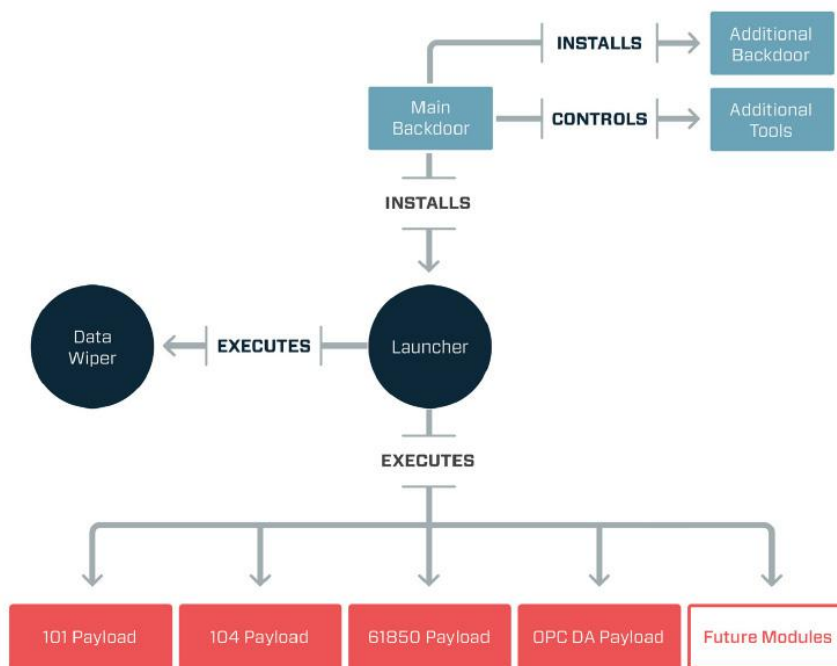 INSTALLS
Additional
Backdoor
Main
Backdoor
CONTROLS
Additional
Tools
INSTALLS
Data
Wiper
EXECUTES
Launcher
EXECUTES
101 Payload
104 Payload
61850 Payload
OPC DA Payload
Future Modules